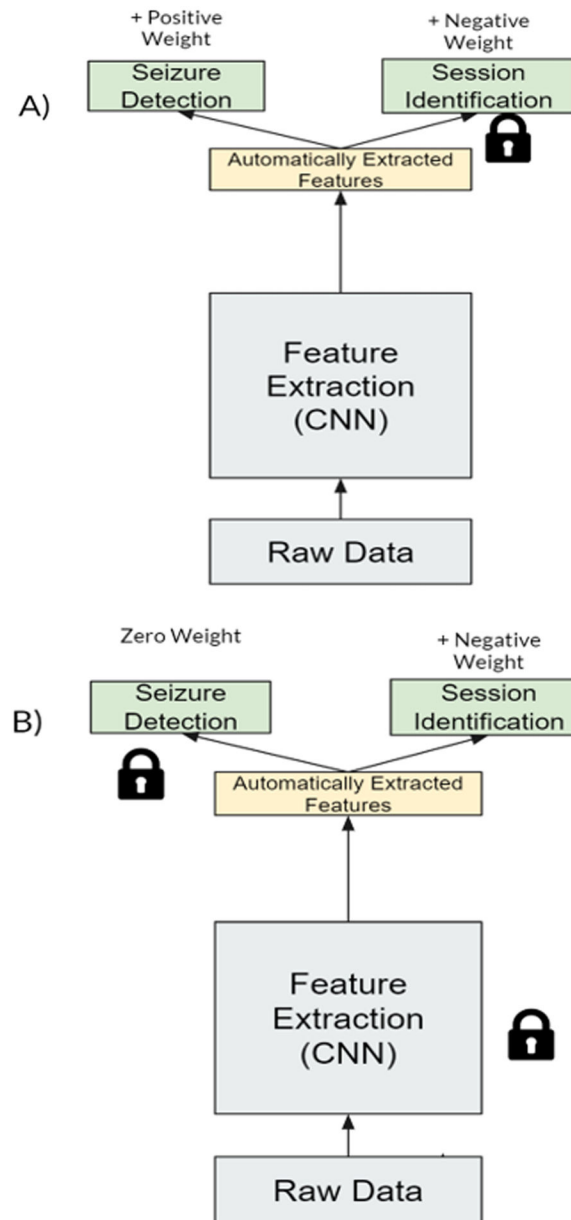 + Positive
Weight
+ Negative
Weight
A)
Seizure
Detection
Session
Identification
Automatically Extracted
Features
Feature
Extraction
(CNN)
Raw Data
Zero Weight
+ Negative
Weight
B)
Seizure
Detection
Session
Identification
Automatically Extracted
Features
Feature
Extraction
(CNN)
Raw Data